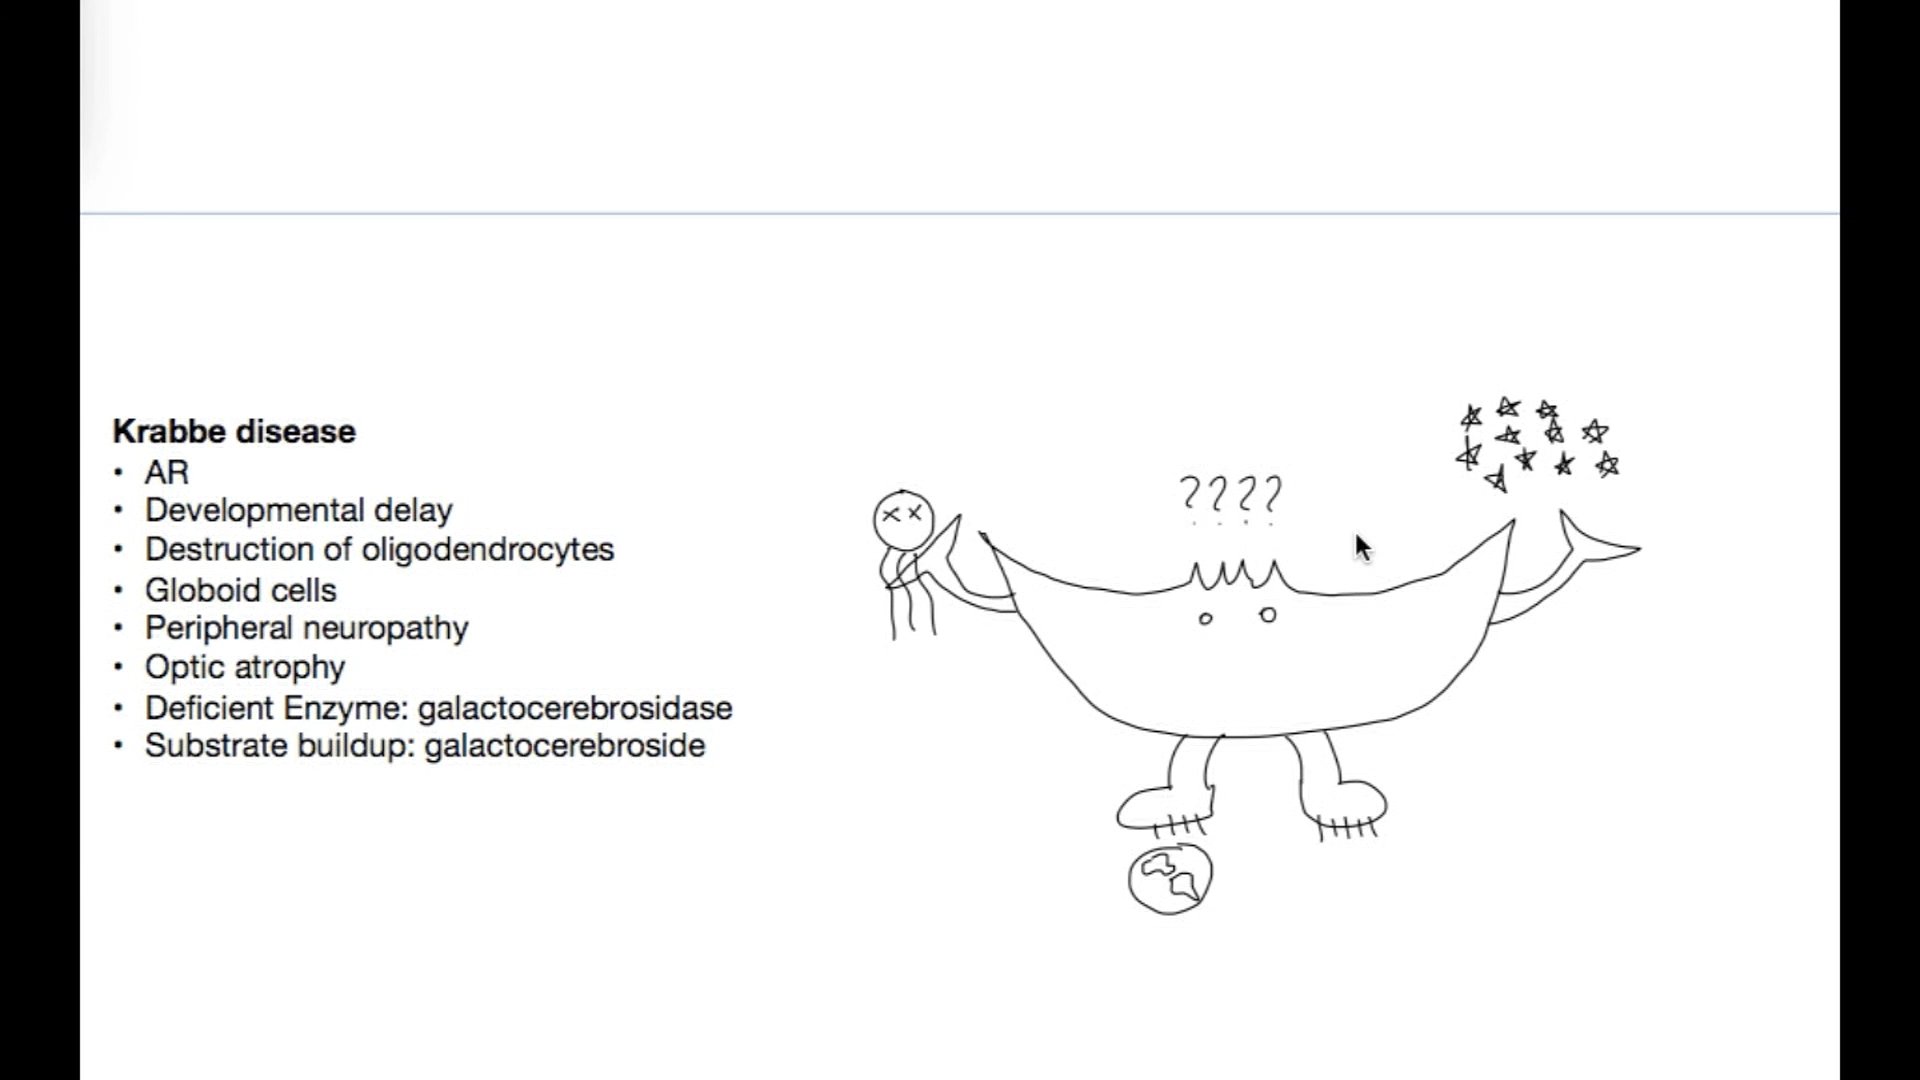 Krabbe disease
• AR
• Developmental delay
• Destruction of oligodendrocytes
• Globoid cells
• Peripheral neuropathy
• Optic atrophy
• Deficient Enzyme: galactocerebrosidase
• Substrate buildup: galactocerebroside
????